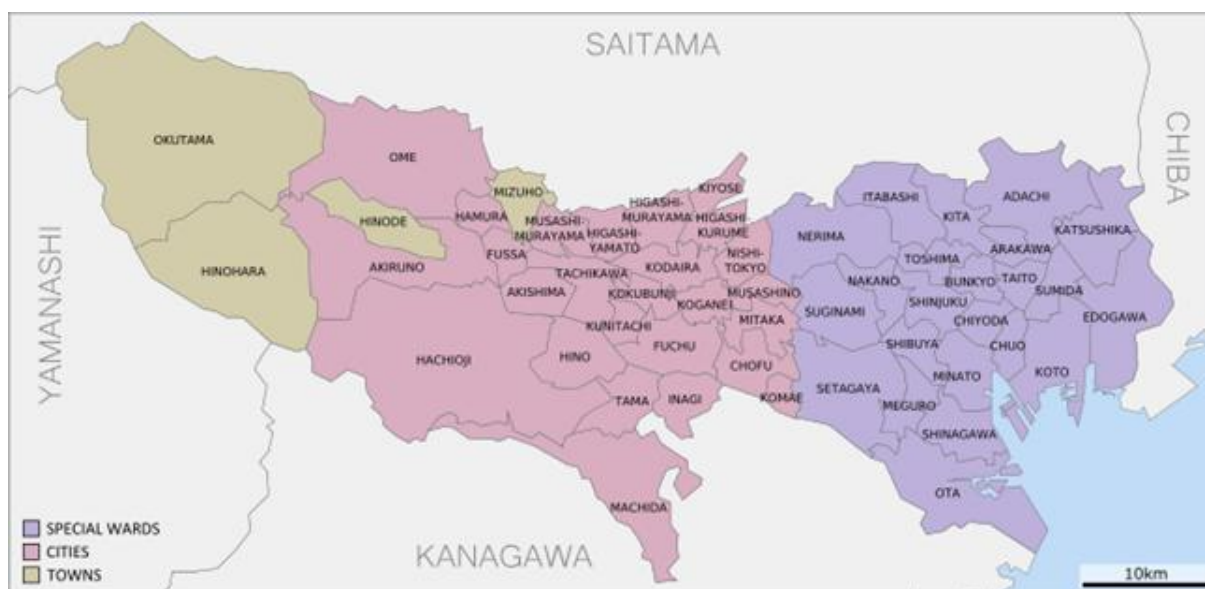 SAITAMA
CHIBA
YAMANASHI
KANAGAWA
OKUTAMA
OME
MIZUHO
KIYOSE
ITABASHI
ADACHI
HINODE
HAMURA
MUSASHI-
MURAYAMA
HIGASHI-
MURAYAMA
HIGASHI-
KURUME
HIGASHI-
YAMATO
KITA
KATSUSHIKA
NERIMA
HINOHARA
AKIRUNO
FUSSA
TACHIKAWA
KODAIRA
NISHI-
TOKYO
TOSHIMA
ARAKAWA
AKISHIMA
KOKUBUNJI
KOGANEI
MUSASHINO
NAKANO
BUNKYO
TAITO
SUMIDA
SUGINAMI
SHINJUKU
CHIYODA
EDOGAWA
KUNITACHI
MITAKA
HACHIOJI
HINO
FUCHU
CHOFU
SHIBUYA
CHUO
SETAGAYA
MINATO
KOTO
TAMA
INAGI
KOMAE
MEGURO
SHINAGAWA
MACHIDA
OTA
SPECIAL WARDS
CITIES
TOWNS
10km